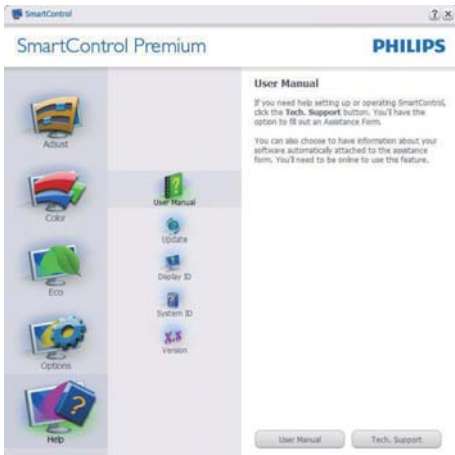 SmartControl
SmartControl Premium
PHILIPS
Adjust
Color
Eco
Options
Help
User Manual
Update
Display ID
System ID
Version
User Manual
If you need help setting up or operating SmartControl,
click the Tech. Support button. You'll have the
option to fill out an Assistance Form.
You can also choose to have information about your
software automatically attached to the assistance
form. You'll need to be online to use this feature.
User Manual
Tech. Support